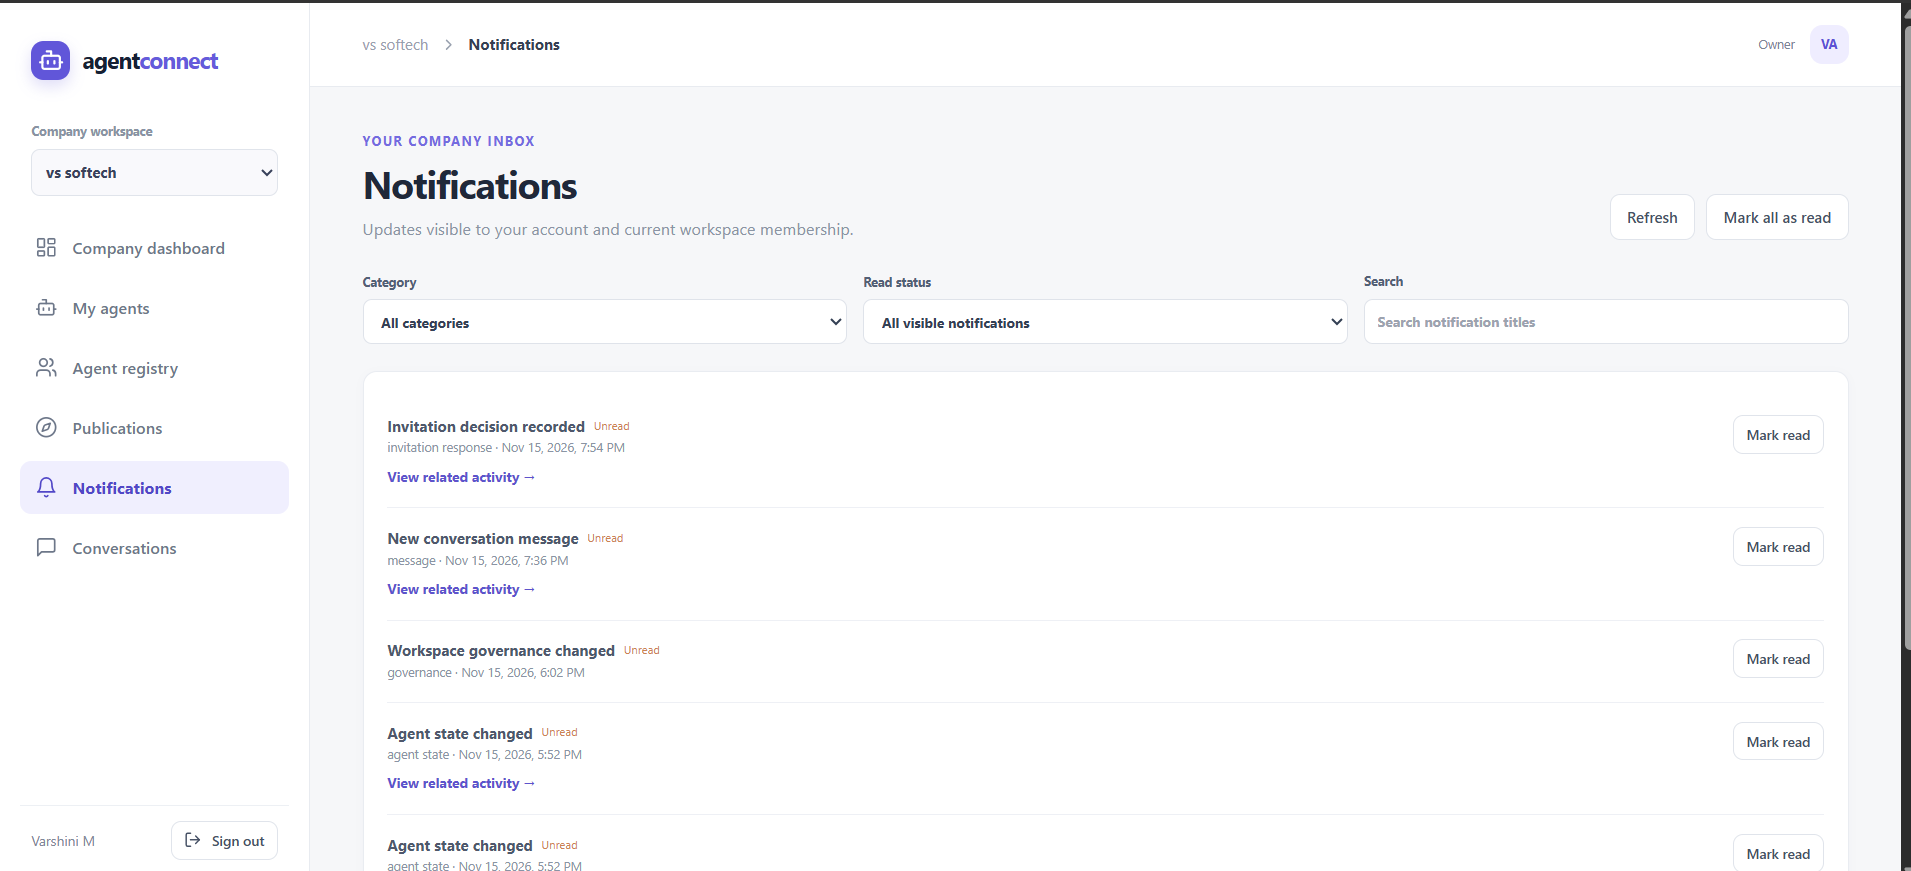 agentconnect
Company workspace
vs softech
Company dashboard
My agents
Agent registry
Publications
Notifications
Conversations
Varshini M
Sign out
vs softech > Notifications
Owner
VA
YOUR COMPANY INBOX
Notifications
Updates visible to your account and current workspace membership.
Refresh
Mark all as read
Category
All categories
Read status
All visible notifications
Search
Search notification titles
Invitation decision recorded Unread
invitation response · Nov 15, 2026, 7:54 PM
View related activity →
Mark read
New conversation message Unread
message · Nov 15, 2026, 7:36 PM
View related activity →
Mark read
Workspace governance changed Unread
governance · Nov 15, 2026, 6:02 PM
Mark read
Agent state changed Unread
agent state · Nov 15, 2026, 5:52 PM
View related activity →
Mark read
Agent state changed Unread
agent state · Nov 15, 2026, 5:52 PM
Mark read